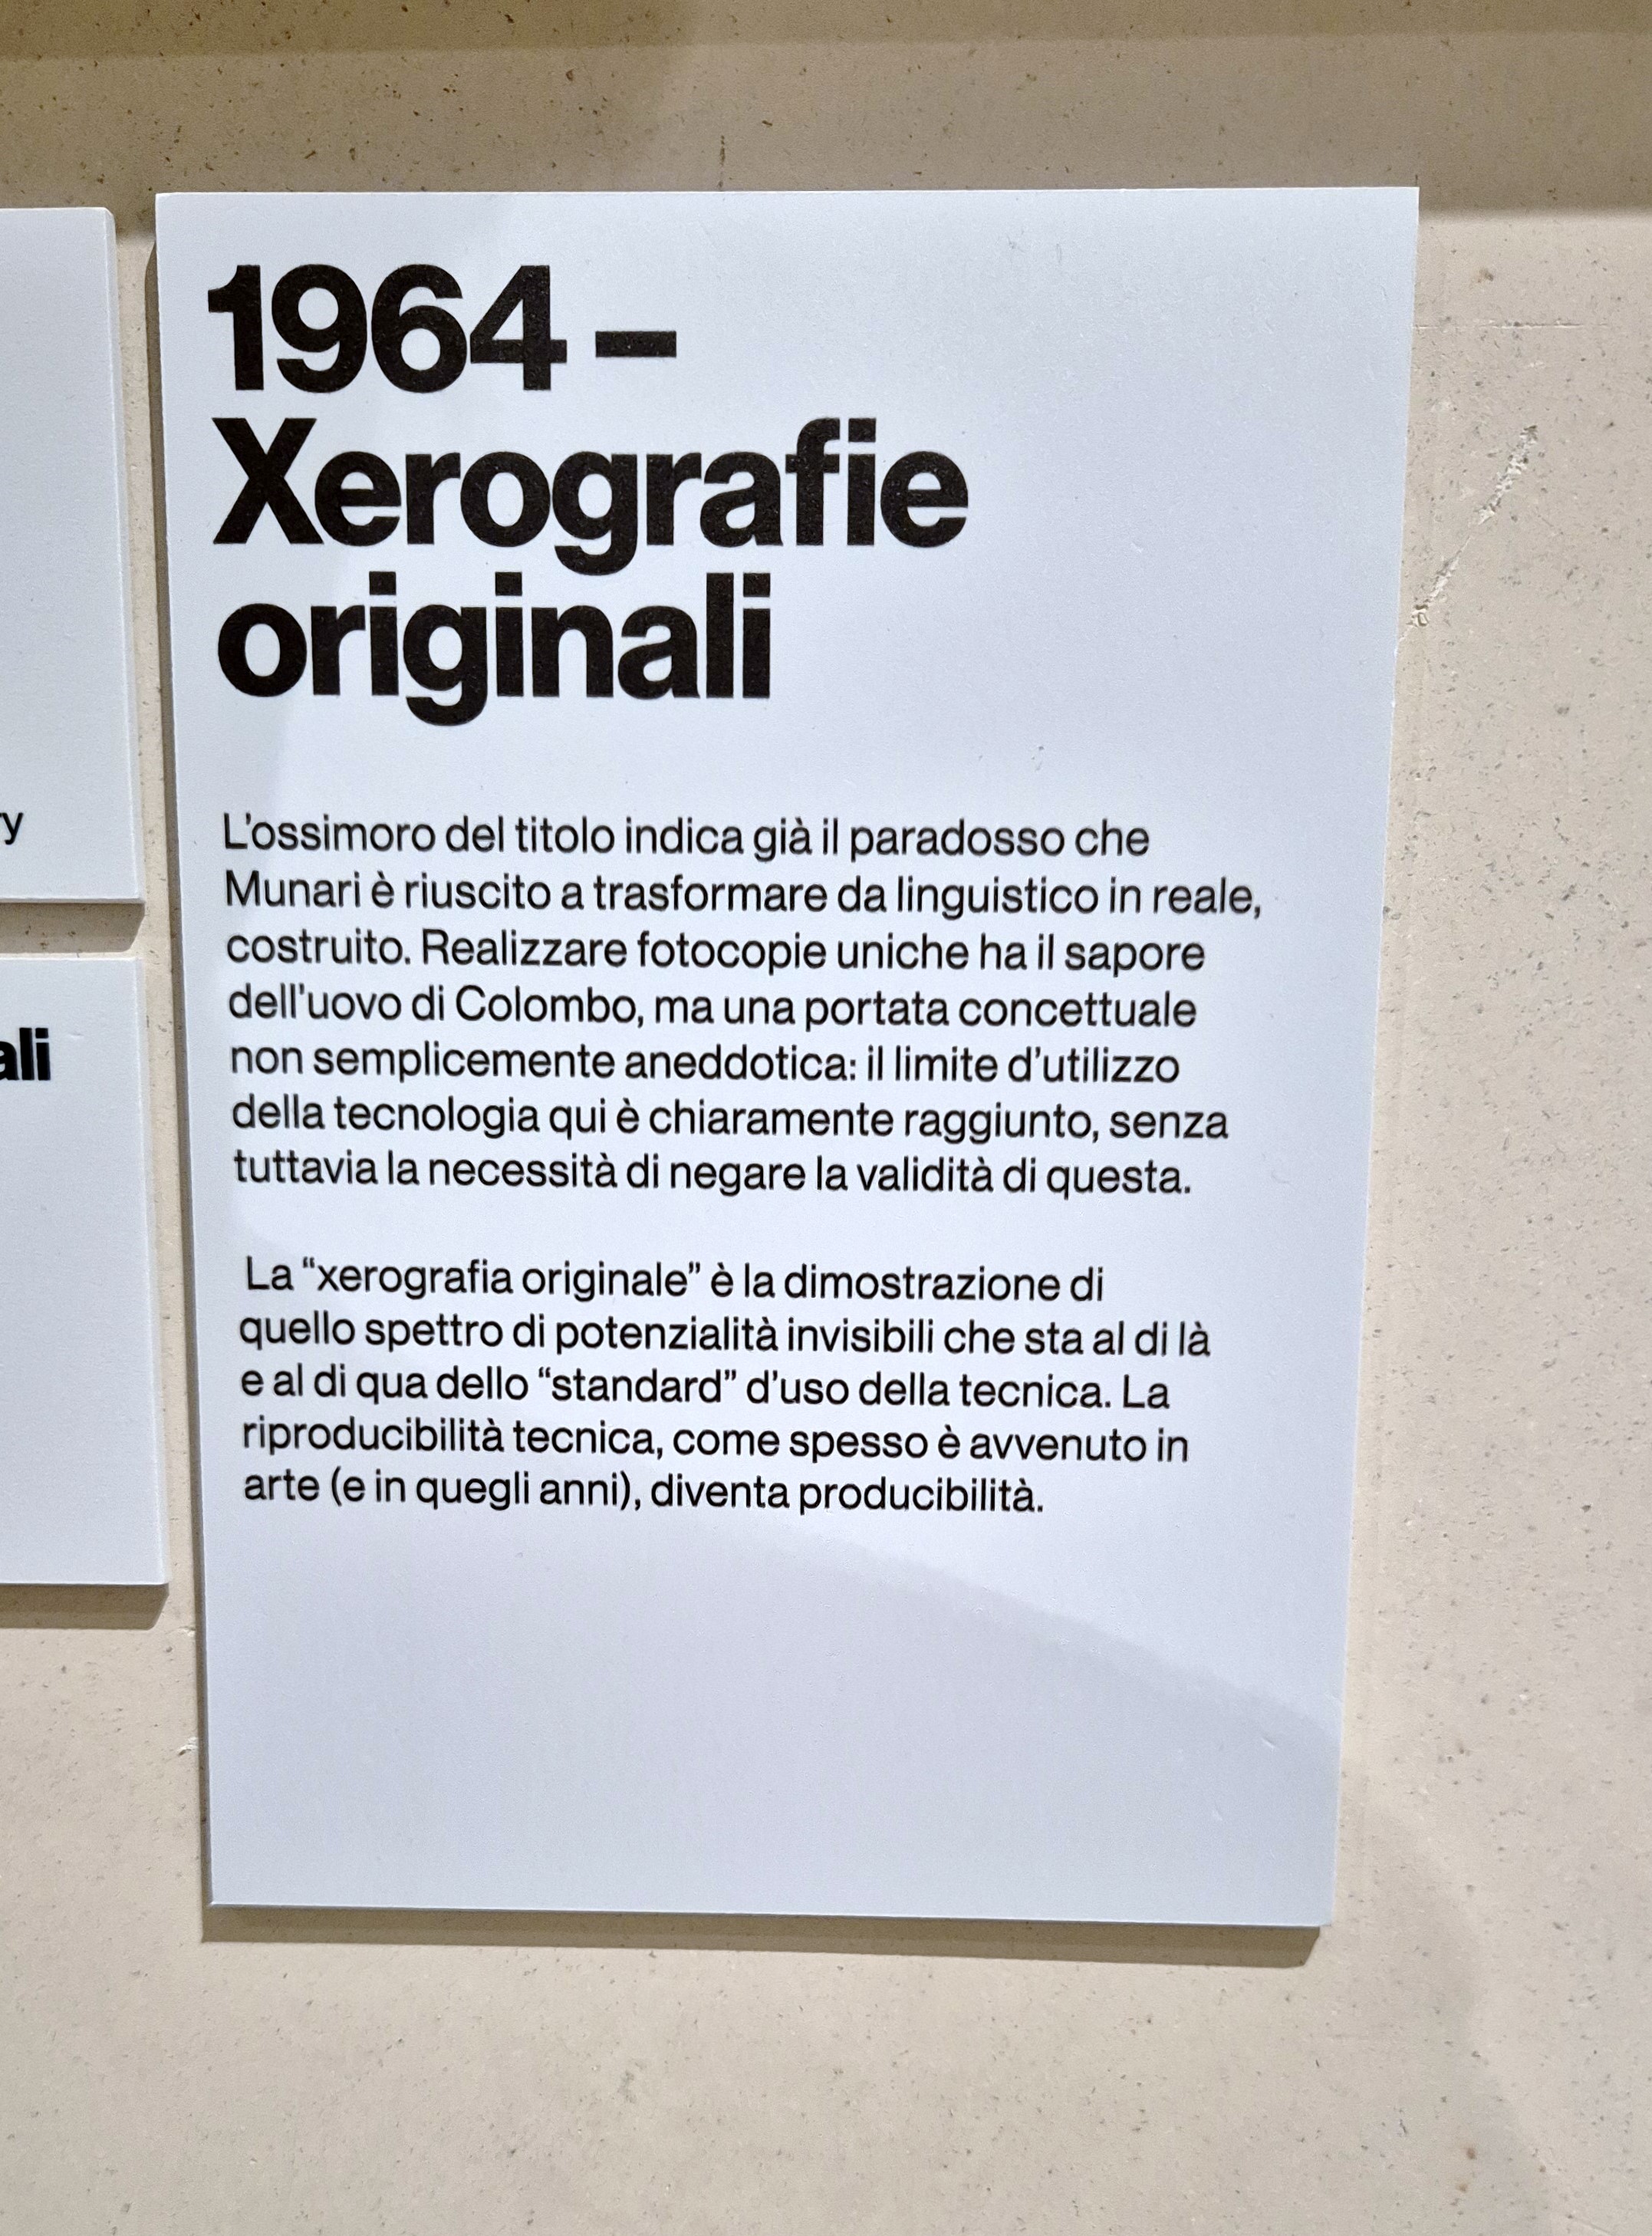 1964 –
Xerografie
originali
L'ossimoro del titolo indica già il paradosso che
Munari è riuscito a trasformare da linguistico in reale,
costruito. Realizzare fotocopie uniche ha il sapore
dell'uovo di Colombo, ma una portata concettuale
non semplicemente aneddotica: il limite d'utilizzo
della tecnologia qui è chiaramente raggiunto, senza
tuttavia la necessità di negare la validità di questa.
La “xerografia originale” è la dimostrazione di
quello spettro di potenzialità invisibili che sta al di là
e al di qua dello “standard” d'uso della tecnica. La
riproducibilità tecnica, come spesso è avvenuto in
arte (e in quegli anni), diventa producibilità.